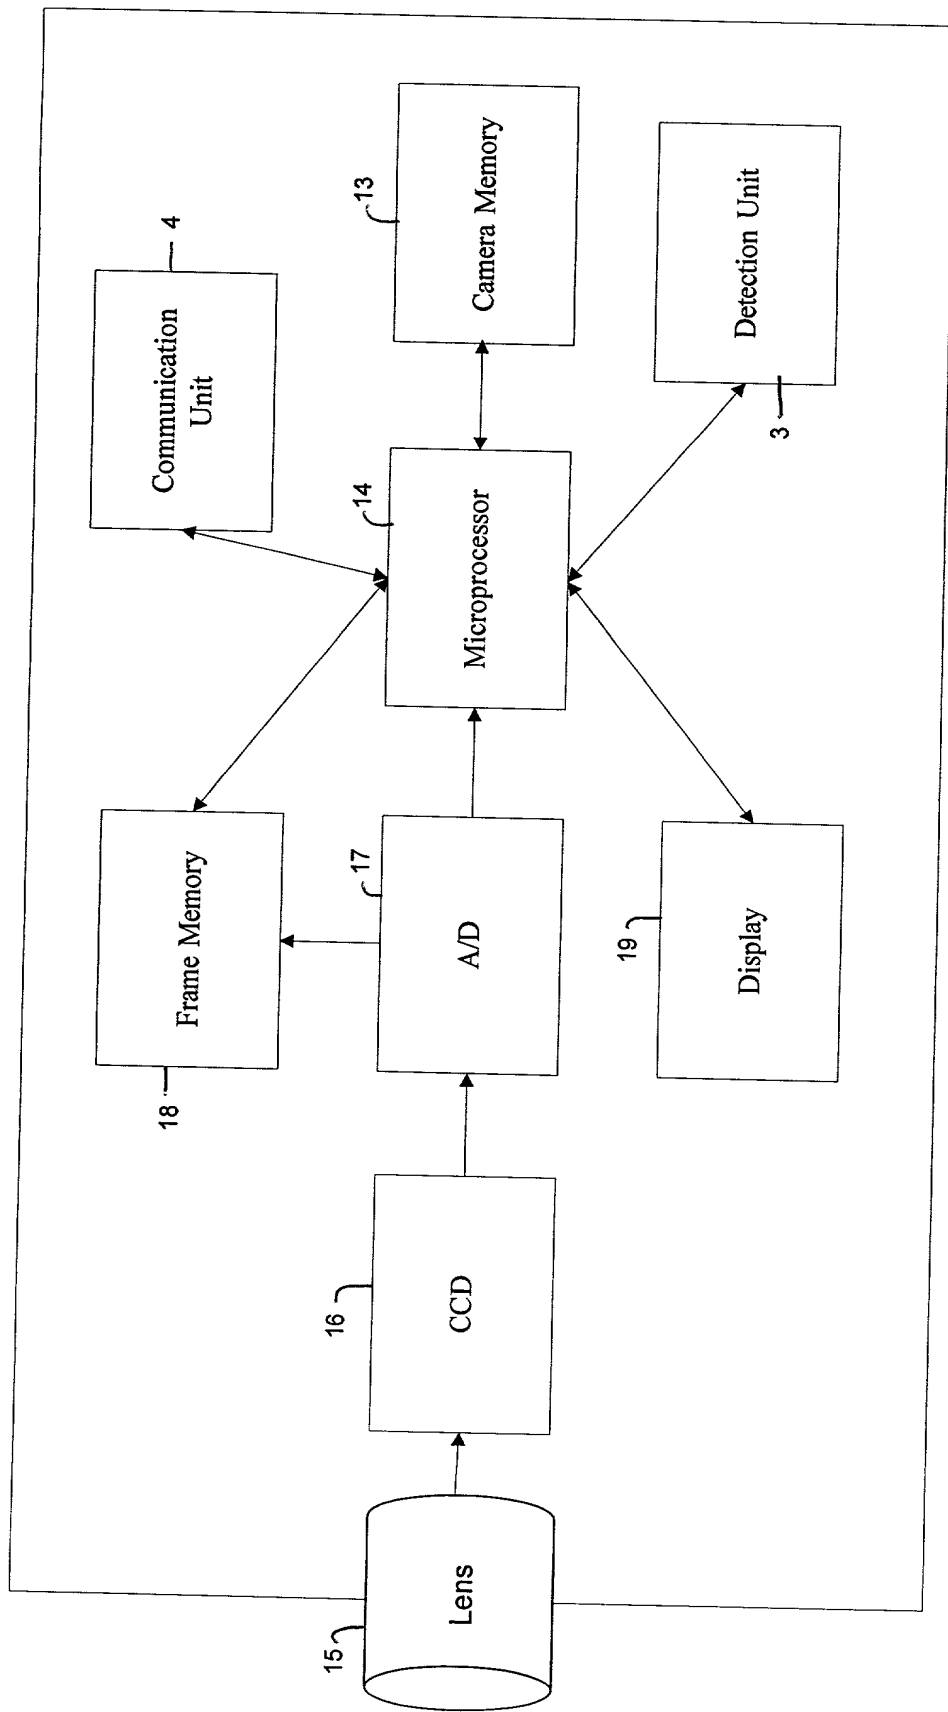 4
Communication
Unit
13
Camera Memory
Detection Unit
3
14
Microprocessor
Frame Memory
18
17
A/D
19
Display
16
CCD
15
Lens